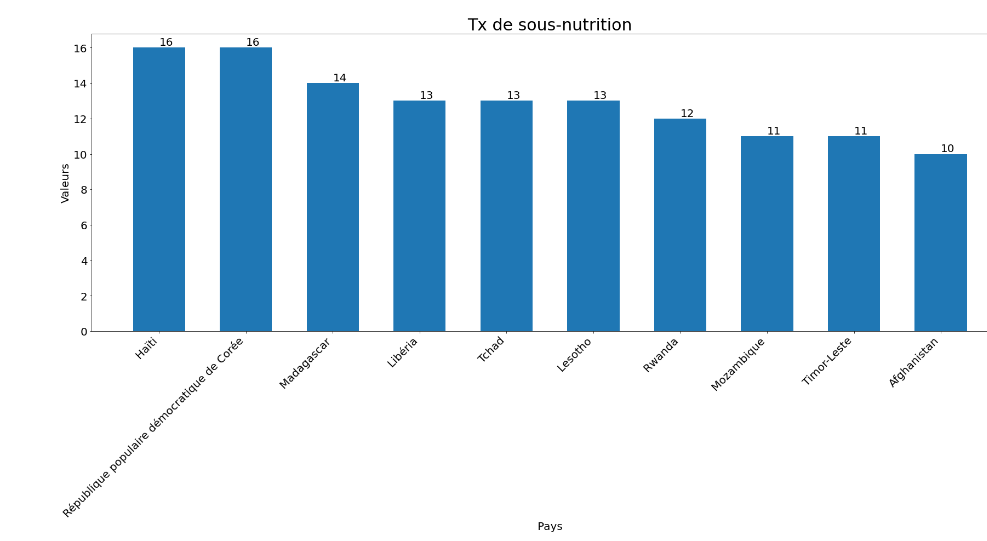 Tx de sous-nutrition
Valeurs
16
14
12
10
8
6
4
2
0
16
16
14
13
13
13
12
11
11
10
Haïti
République populaire démocratique de Corée
Madagascar
Libéria
Tchad
Lesotho
Rwanda
Mozambique
Timor-Leste
Afghanistan
Pays